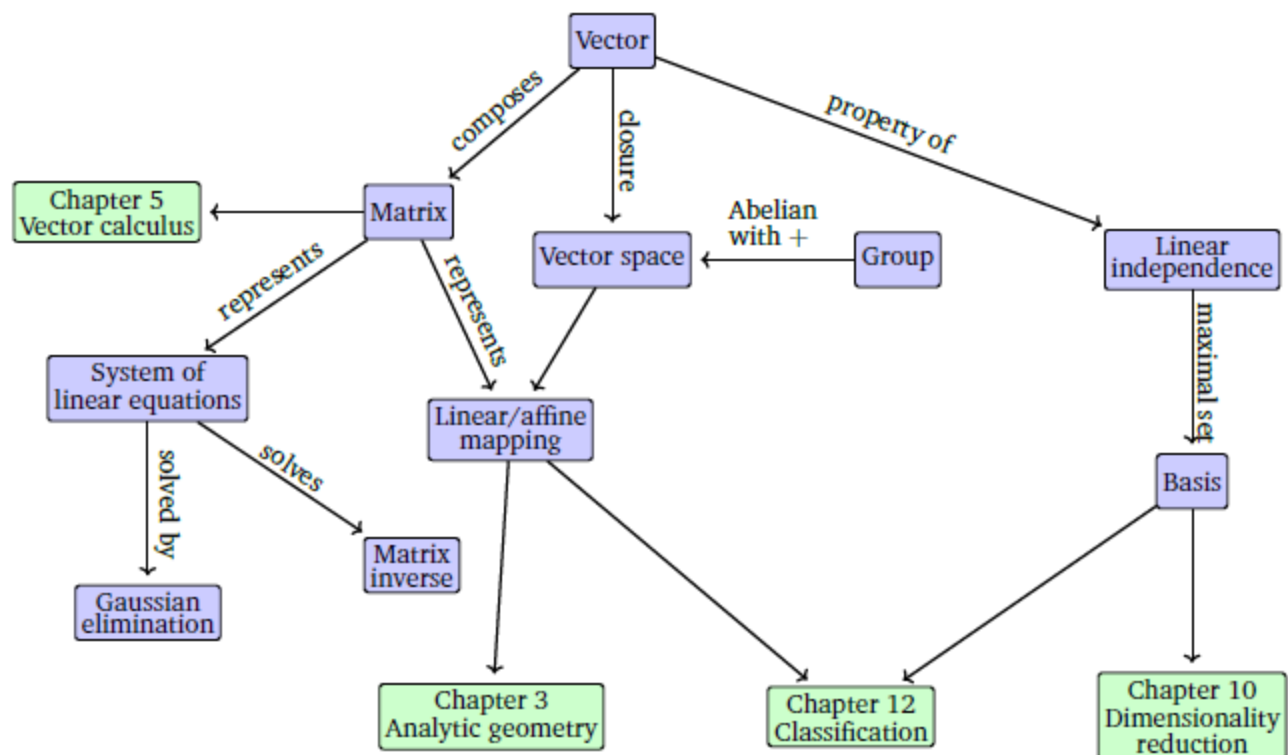 Vector
composes
closure
property of
Chapter 5
Vector calculus
Matrix
Abelian
with +
Vector space
Group
Linear
independence
represents
represents
maximal set
System of
linear equations
Linear/affine
mapping
solved by
solves
Basis
Matrix
inverse
Gaussian
elimination
Chapter 3
Analytic geometry
Chapter 12
Classification
Chapter 10
Dimensionality
reduction